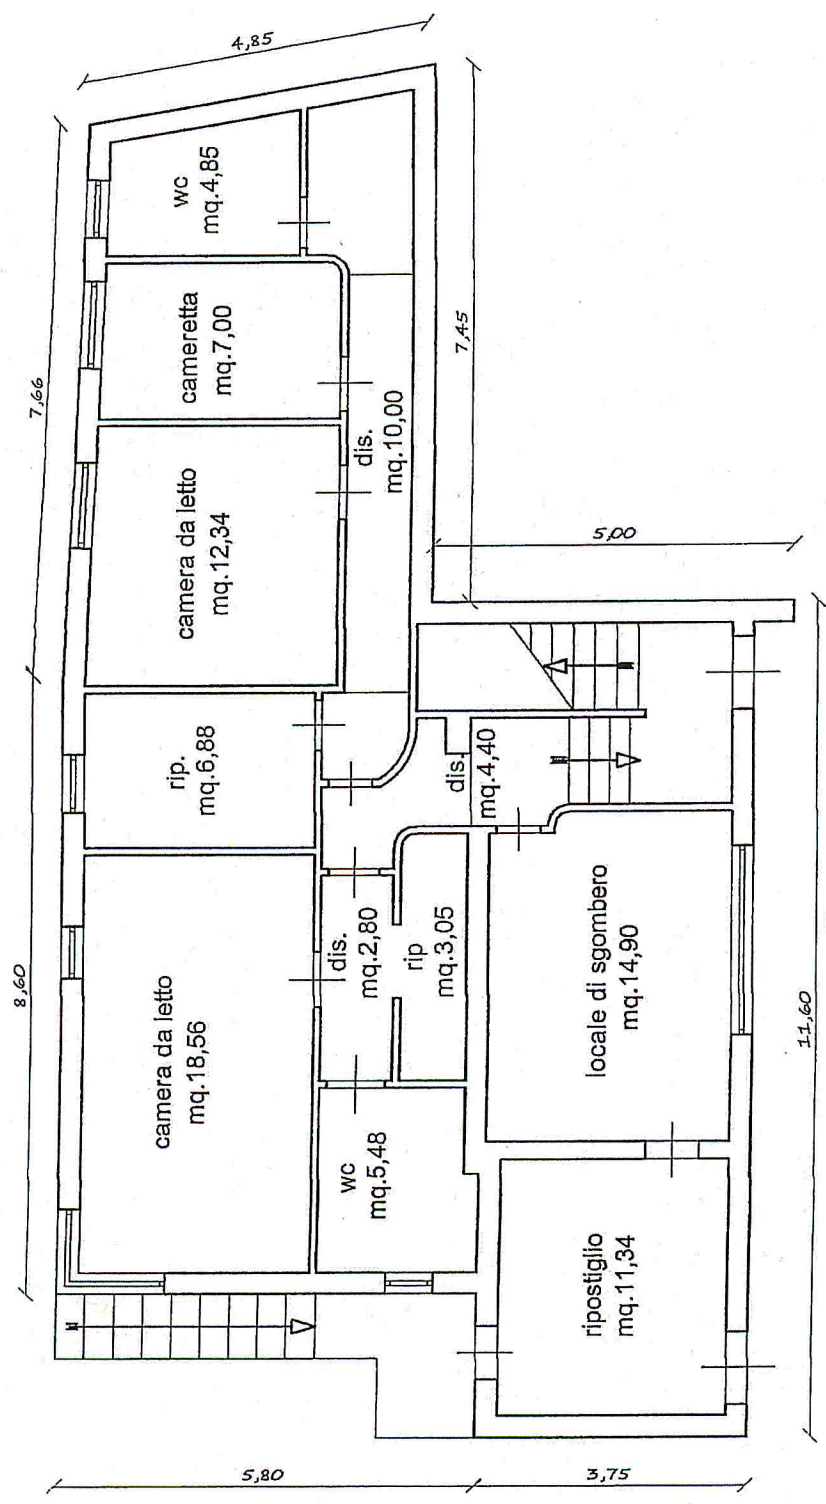 4,85
wc
mq.4,85
cameretta
mq.7,00
7,66
7,45
dis.
mq.10,00
camera da letto
mq.12,34
5,00
rip.
mq.6,88
dis.
mq.4,40
8,60
camera da letto
mq.18,56
dis.
mq.2,80
rip
mq.3,05
locale di sgombero
mq.14,90
11,60
wc
mq.5,48
ripostiglio
mq.11,34
5,80
3,75